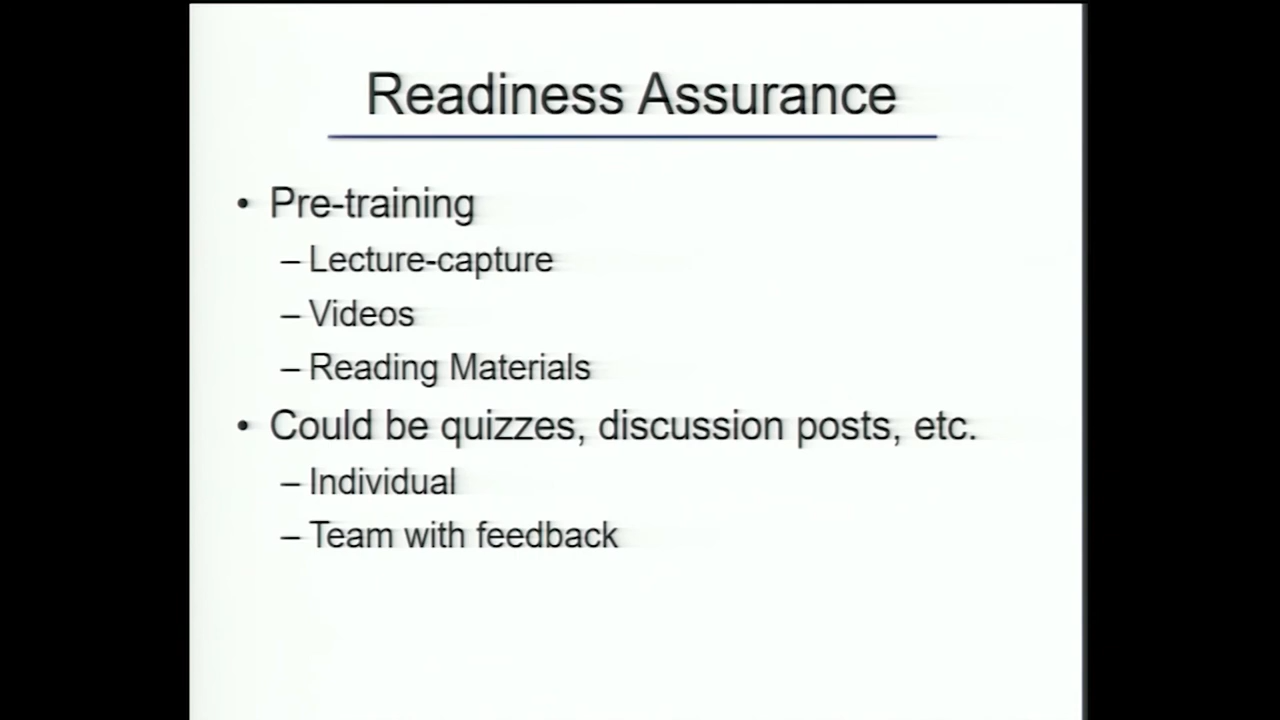 Readiness Assurance
• Pre-training
– Lecture-capture
– Videos
– Reading Materials
• Could be quizzes, discussion posts, etc.
– Individual
– Team with feedback